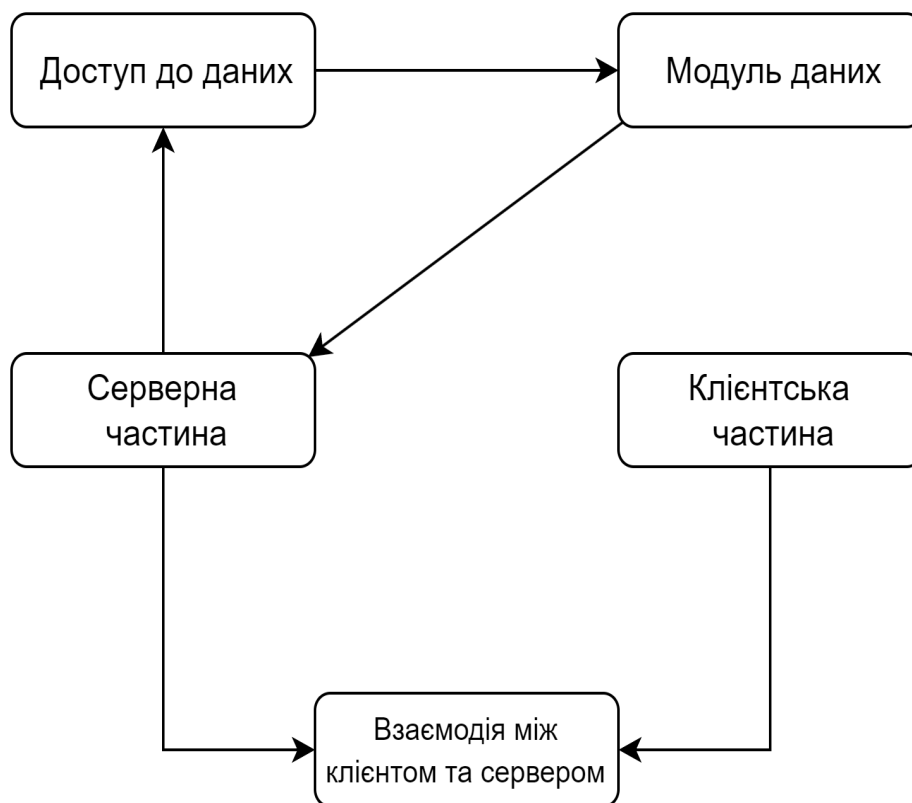 Доступ до даних
Модуль даних
Серверна
частина
Клієнтська
частина
Взаємодія між
клієнтом та сервером